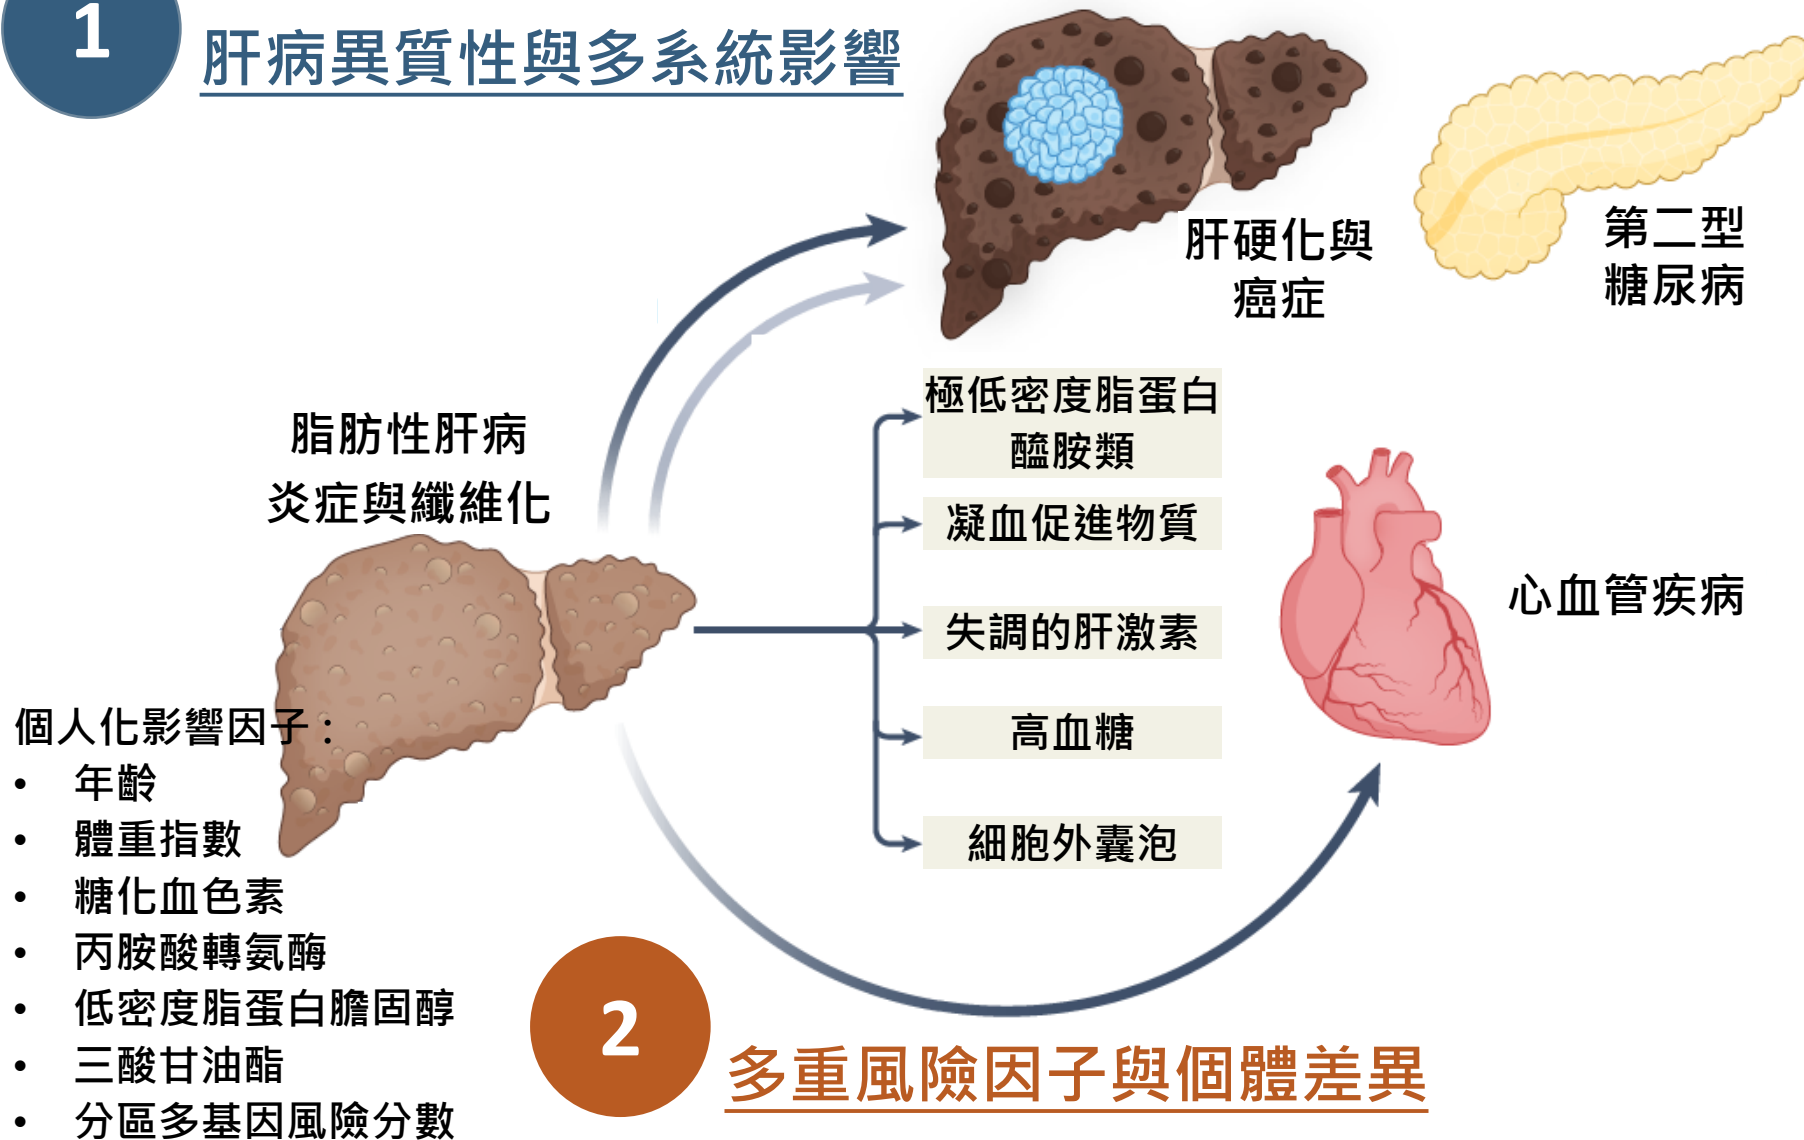 1
肝病異質性與多系統影響
肝硬化與
癌症
第二型
糖尿病
脂肪性肝病
炎症與纖維化
極低密度脂蛋白
醯胺類
凝血促進物質
失調的肝激素
高血糖
細胞外囊泡
心血管疾病
個人化影響因子：
• 年齡
• 體重指數
• 糖化血色素
• 丙胺酸轉氨酶
• 低密度脂蛋白膽固醇
• 三酸甘油酯
• 分區多基因風險分數
2
多重風險因子與個體差異